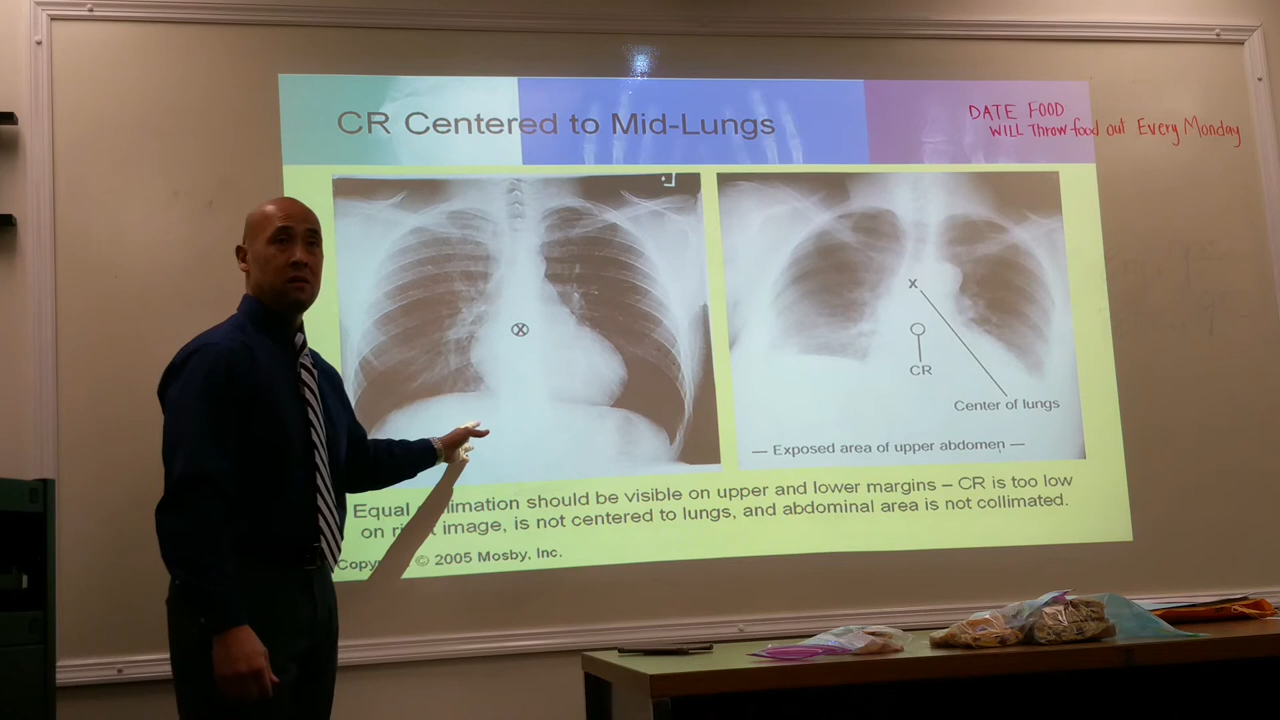 CR Centered to Mid-Lungs
DATE FOOD
WILL Throw food out Every Monday
X
X
CR
Center of lungs
— Exposed area of upper abdomen —
Equal should be visible on upper and lower margins – CR is too low
on image, is not centered to lungs, and abdominal area is not collimated.
© 2005 Mosby, Inc.